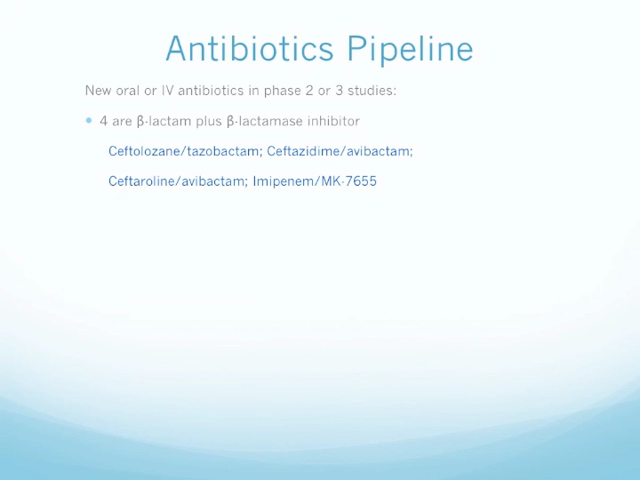 Antibiotics Pipeline
New oral or IV antibiotics in phase 2 or 3 studies:
• 4 are β-lactam plus β-lactamase inhibitor
Ceftolozane/tazobactam; Ceftazidime/avibactam;
Ceftaroline/avibactam; Imipenem/MK-7655